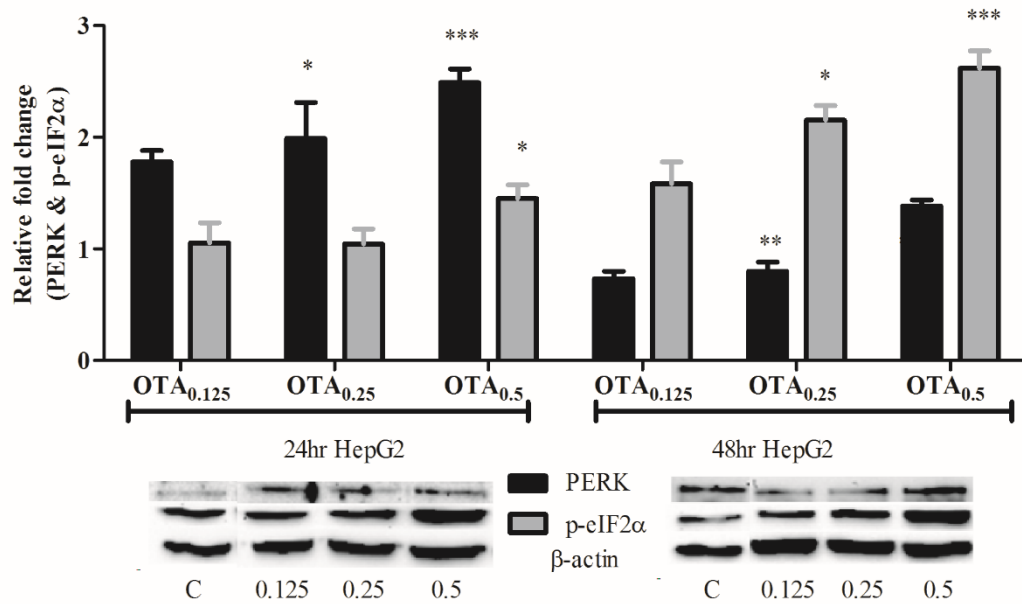 Relative fold change
(PERK & p-eIF2α)
3
2
1
0
*
***
*
**
*
***
OTA0.125
OTA0.25
OTA0.5
OTA0.125
OTA0.25
OTA0.5
24hr HepG2
48hr HepG2
PERK
p-eIF2α
β-actin
C 0.125 0.25 0.5
C 0.125 0.25 0.5